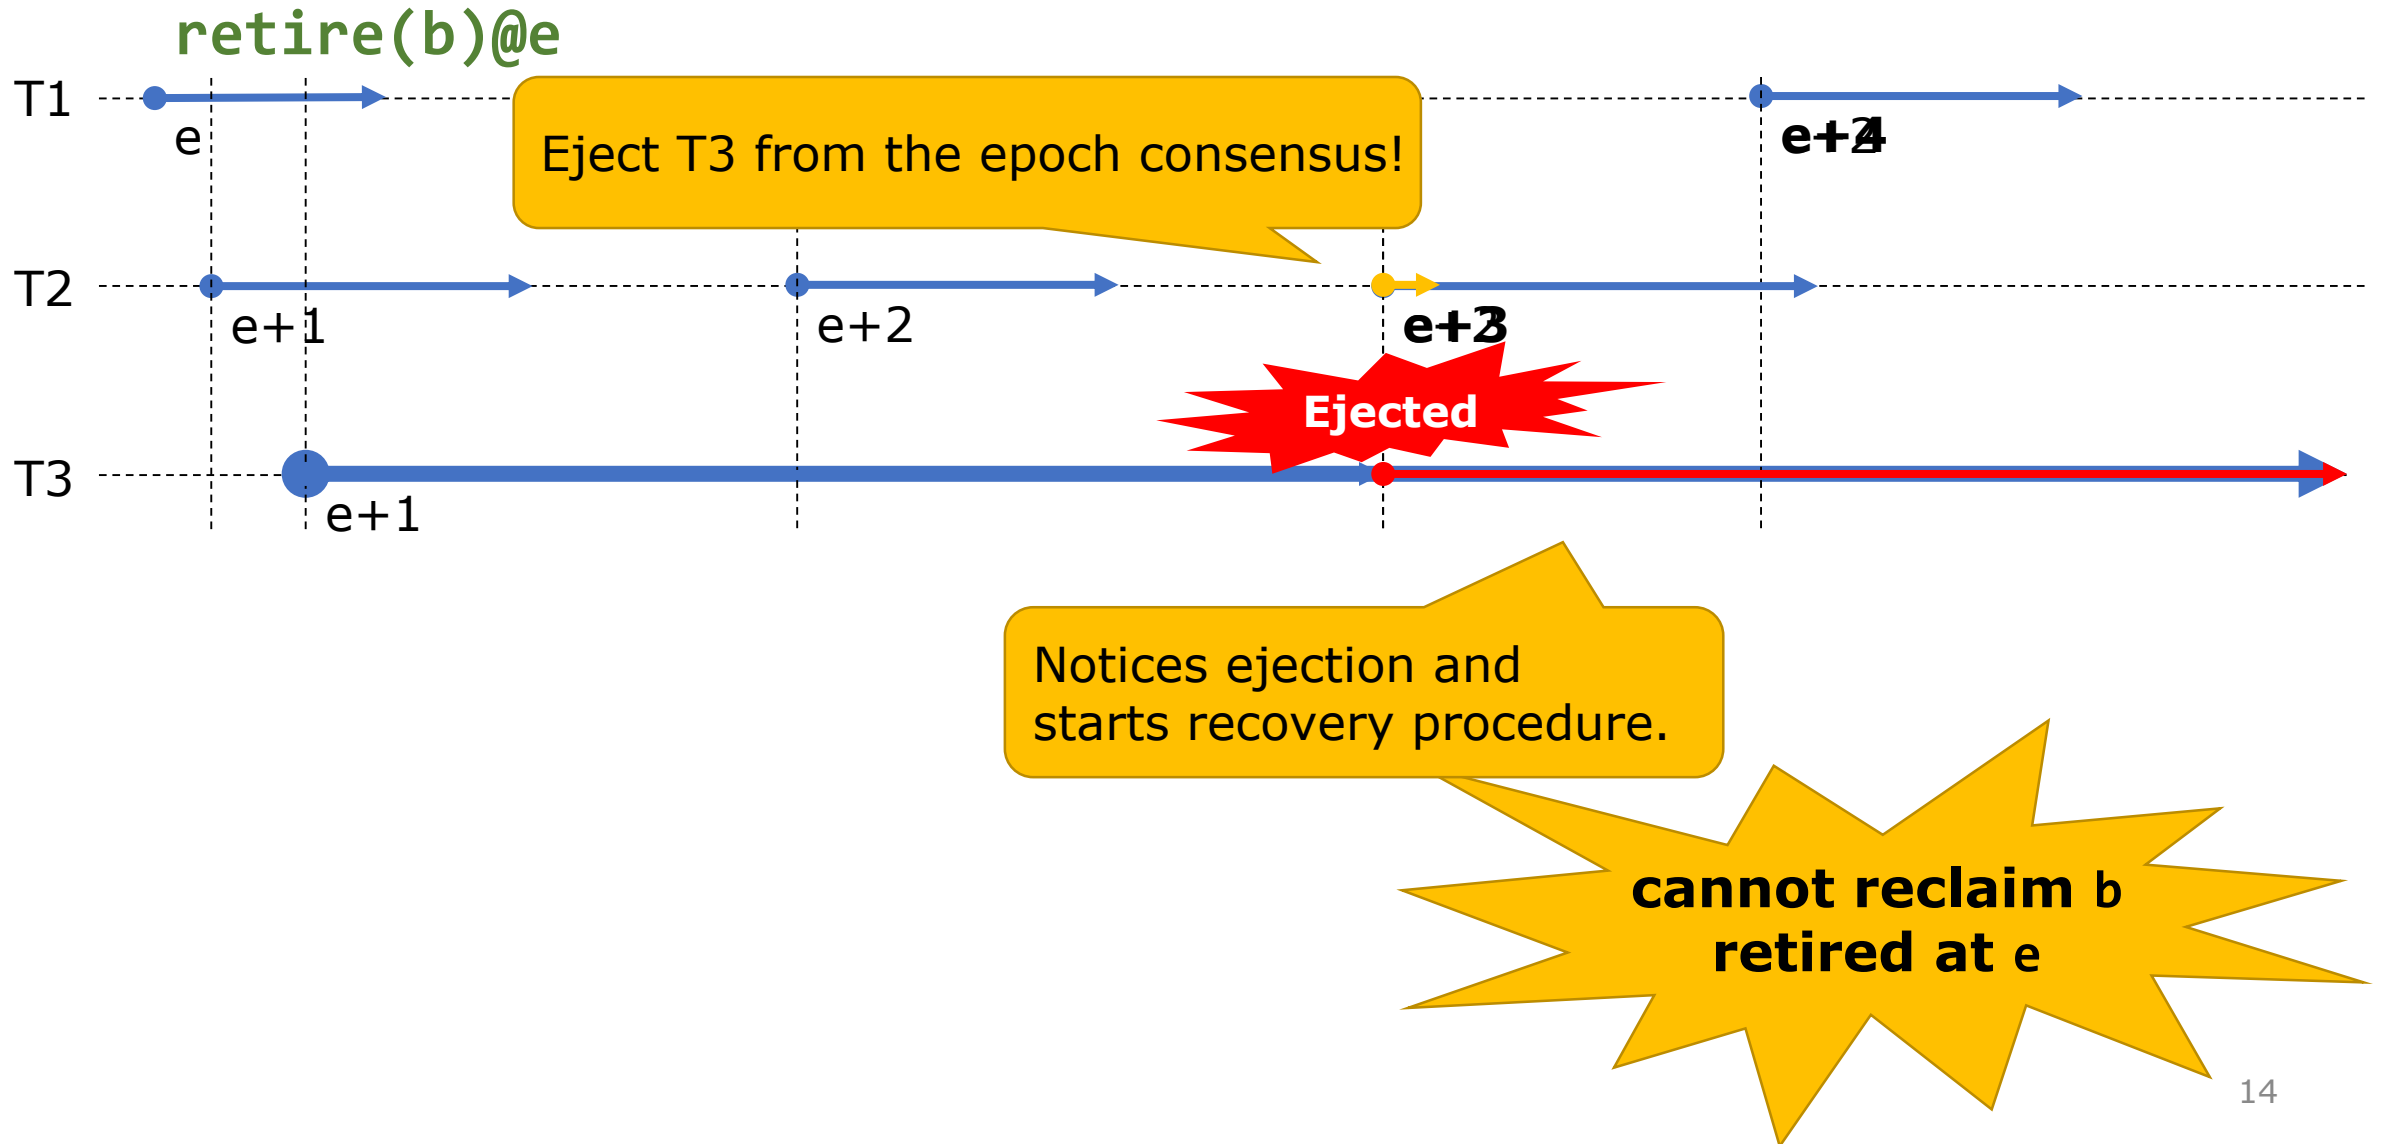 retire(b)@e
T1
e
Eject T3 from the epoch consensus!
e+4
T2
e+1
e+2
e+3
Ejected
T3
e+1
Notices ejection and
starts recovery procedure.
cannot reclaim b
retired at e
14